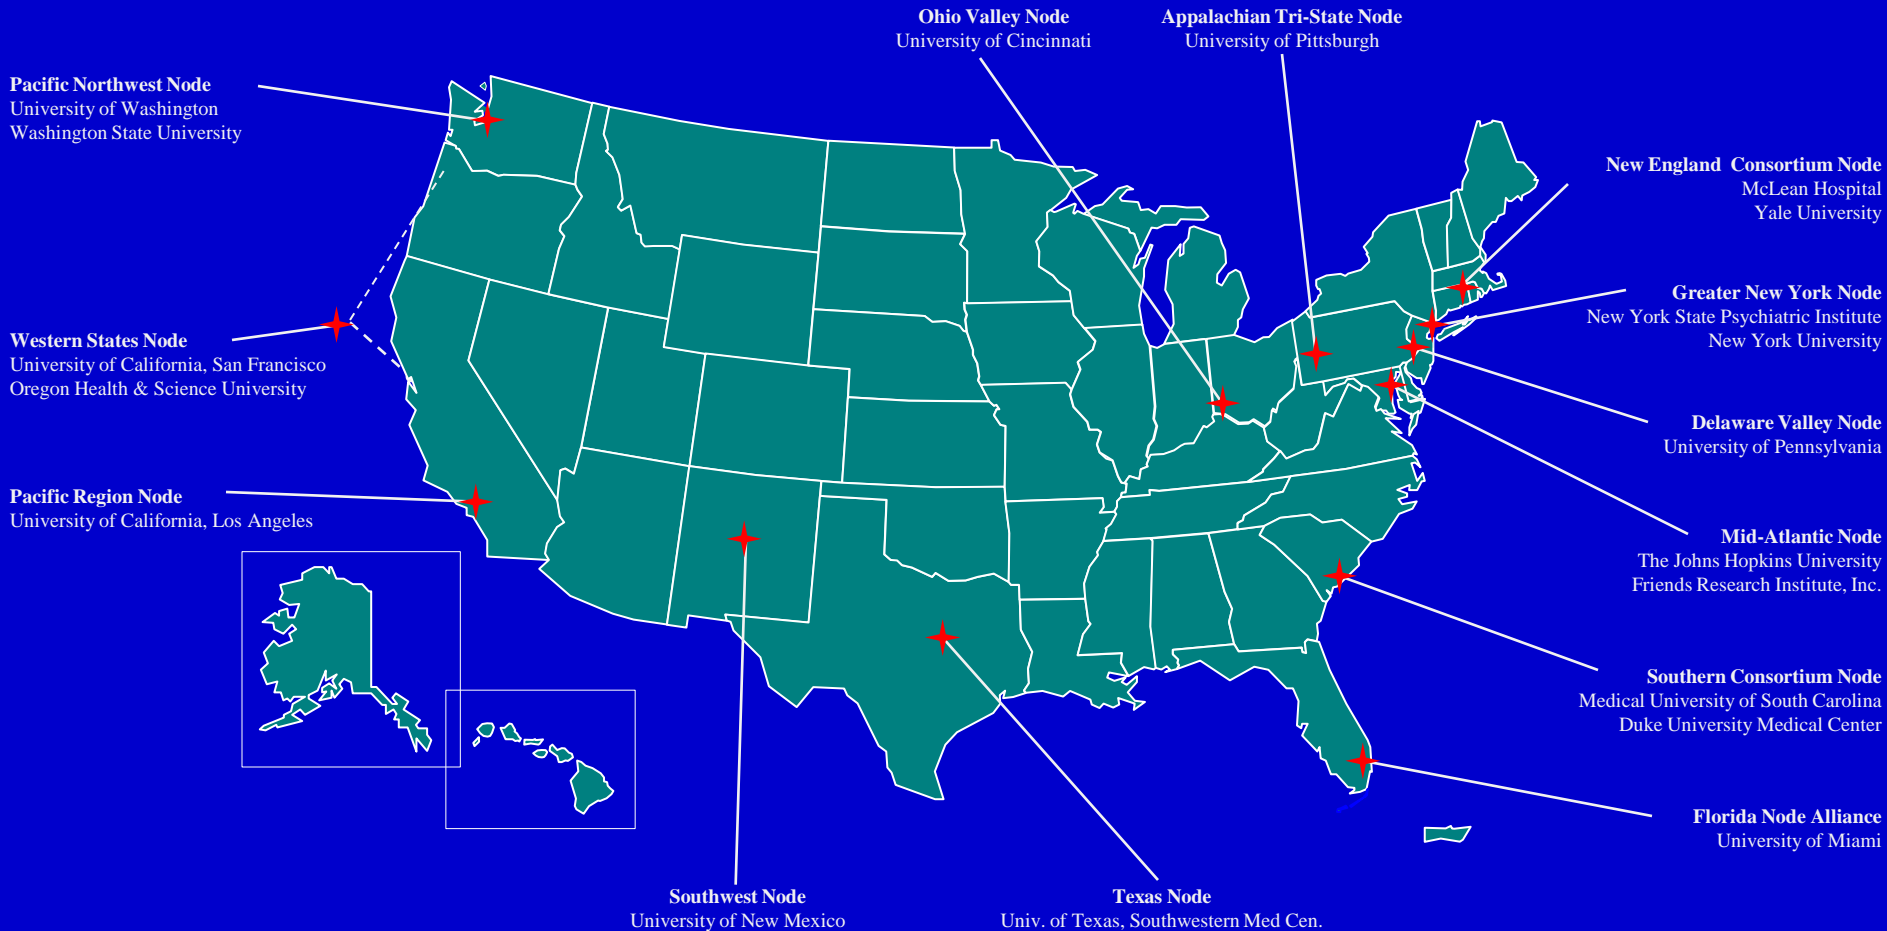 Ohio Valley Node
University of Cincinnati
Appalachian Tri-State Node
University of Pittsburgh
Pacific Northwest Node
University of Washington
Washington State University
New England Consortium Node
McLean Hospital
Yale University
Greater New York Node
New York State Psychiatric Institute
New York University
Western States Node
University of California, San Francisco
Oregon Health & Science University
Delaware Valley Node
University of Pennsylvania
Pacific Region Node
University of California, Los Angeles
Mid-Atlantic Node
The Johns Hopkins University
Friends Research Institute, Inc.
Southern Consortium Node
Medical University of South Carolina
Duke University Medical Center
Florida Node Alliance
University of Miami
Southwest Node
University of New Mexico
Texas Node
Univ. of Texas, Southwestern Med Cen.